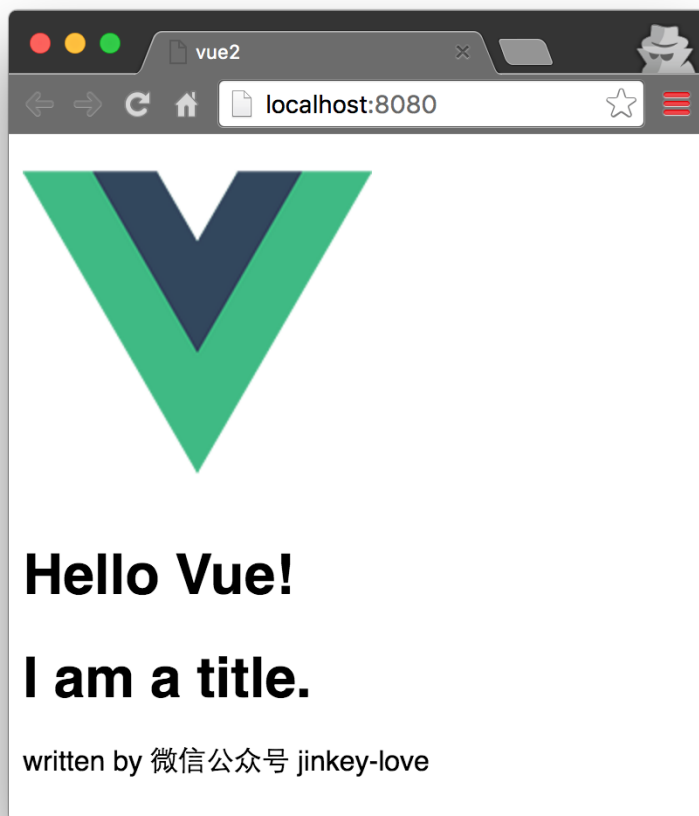 vue2
localhost:8080
Hello Vue!
I am a title.
written by 微信公众号 jinkey-love